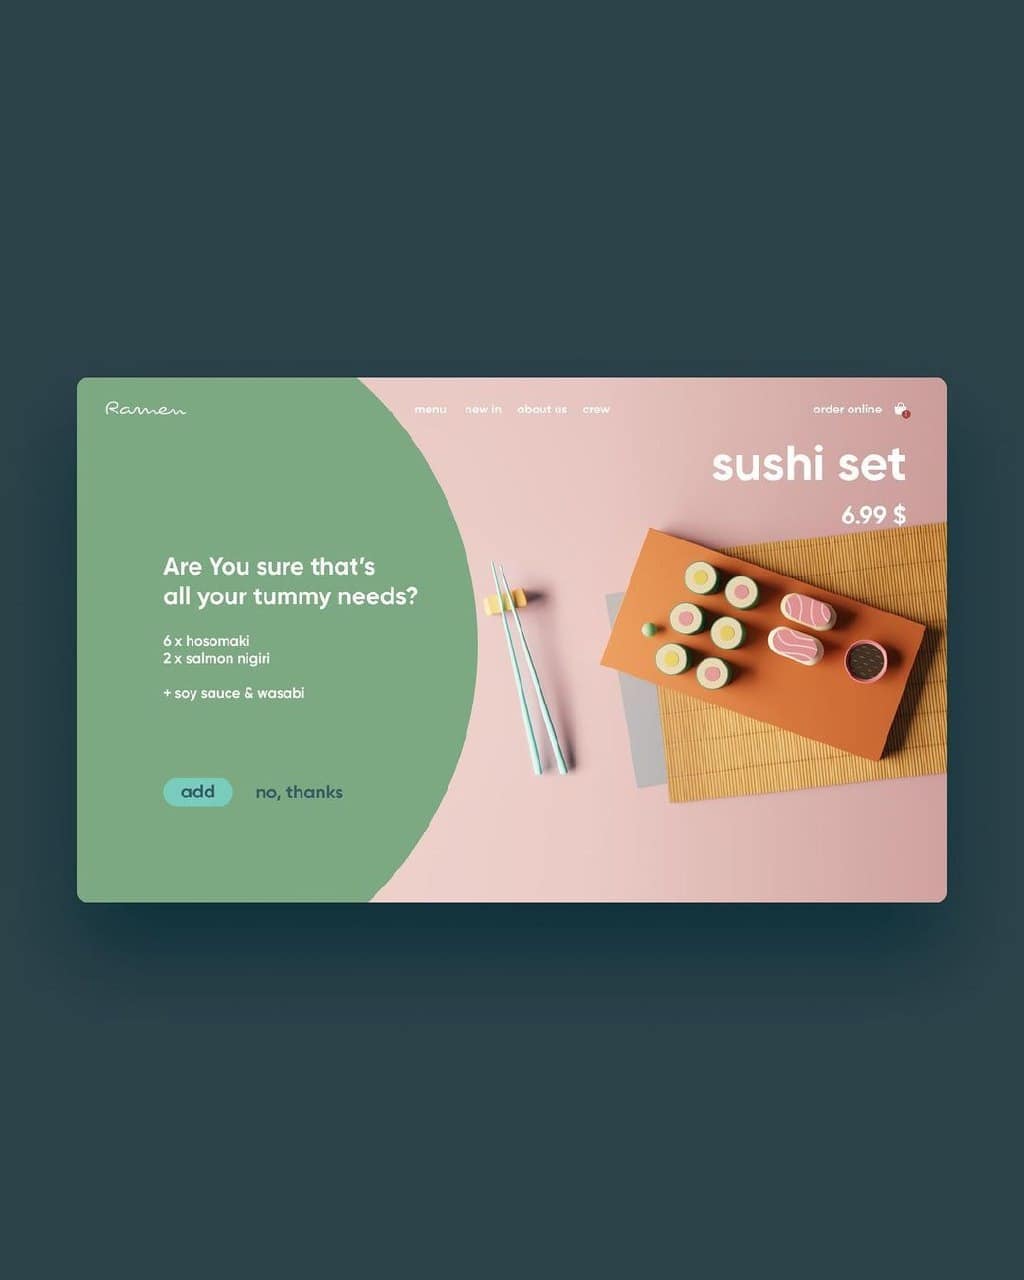 Ramen
menu new in about us crew
order online
sushi set
6.99 $
Are You sure that's
all your tummy needs?
6 x hosomaki
2 x salmon nigiri
+ soy sauce & wasabi
add no, thanks